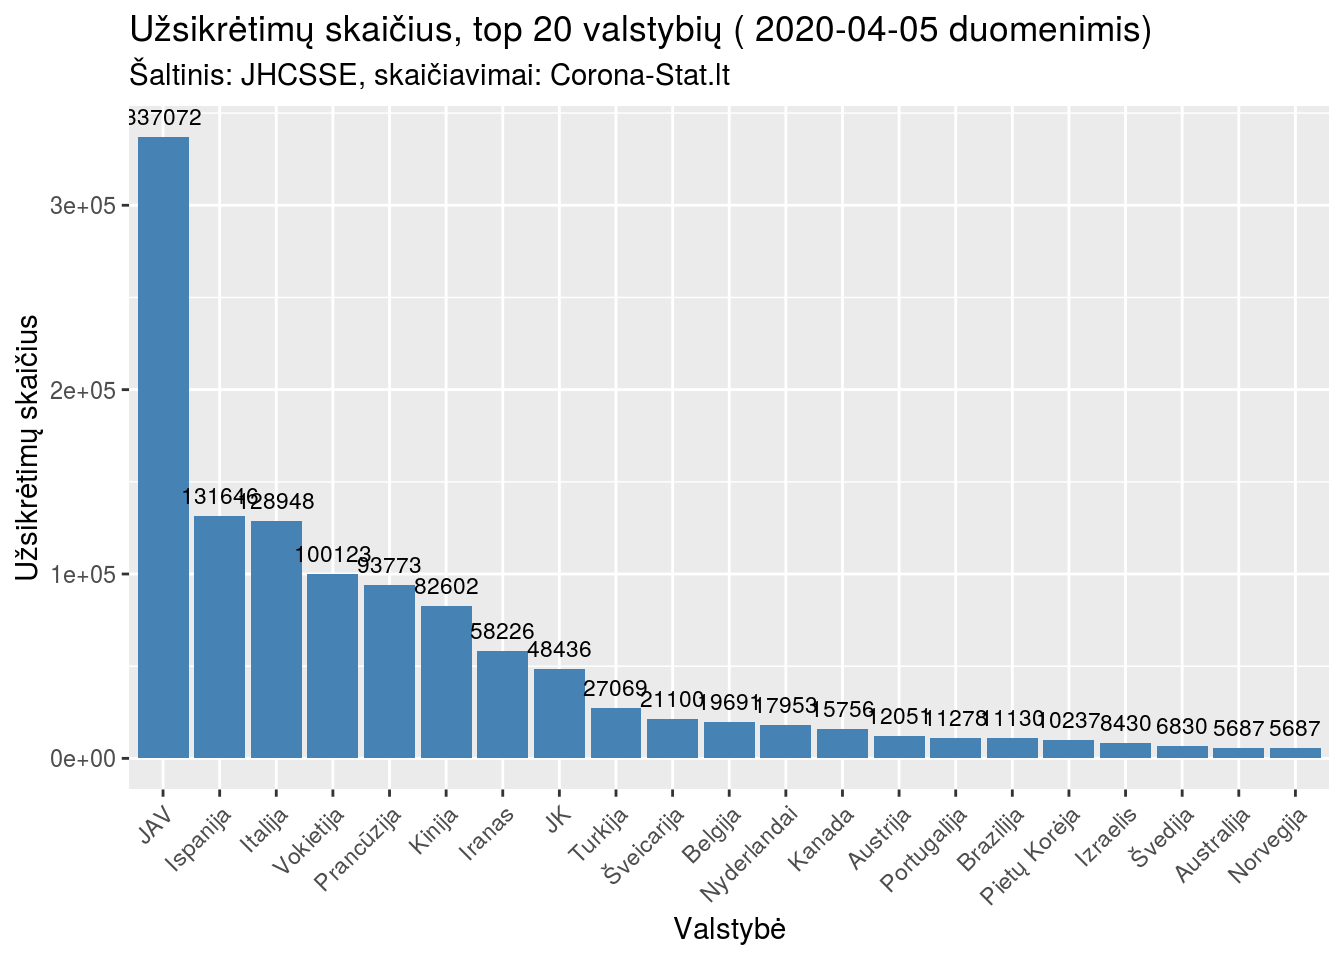 Užsikrėtimų skaičius, top 20 valstybių ( 2020-04-05 duomenimis)
Šaltinis: JHCSSE, skaičiavimai: Corona-Stat.lt
Užsikrėtimų skaičius
3e+05
2e+05
1e+05
0e+00
337072
131646
128948
100123
93773
82602
58226
48436
27069
21100
19691
17953
15756
12051
11278
11130
10237
8430
6830
5687
5687
JAV
Ispanija
Italija
Vokietija
Prancūzija
Kinija
Iranas
JK
Turkija
Šveicarija
Belgija
Nyderlandai
Kanada
Austrija
Portugalija
Brazilija
Pietų Korėja
Izraelis
Švedija
Australija
Norvegija
Valstybė